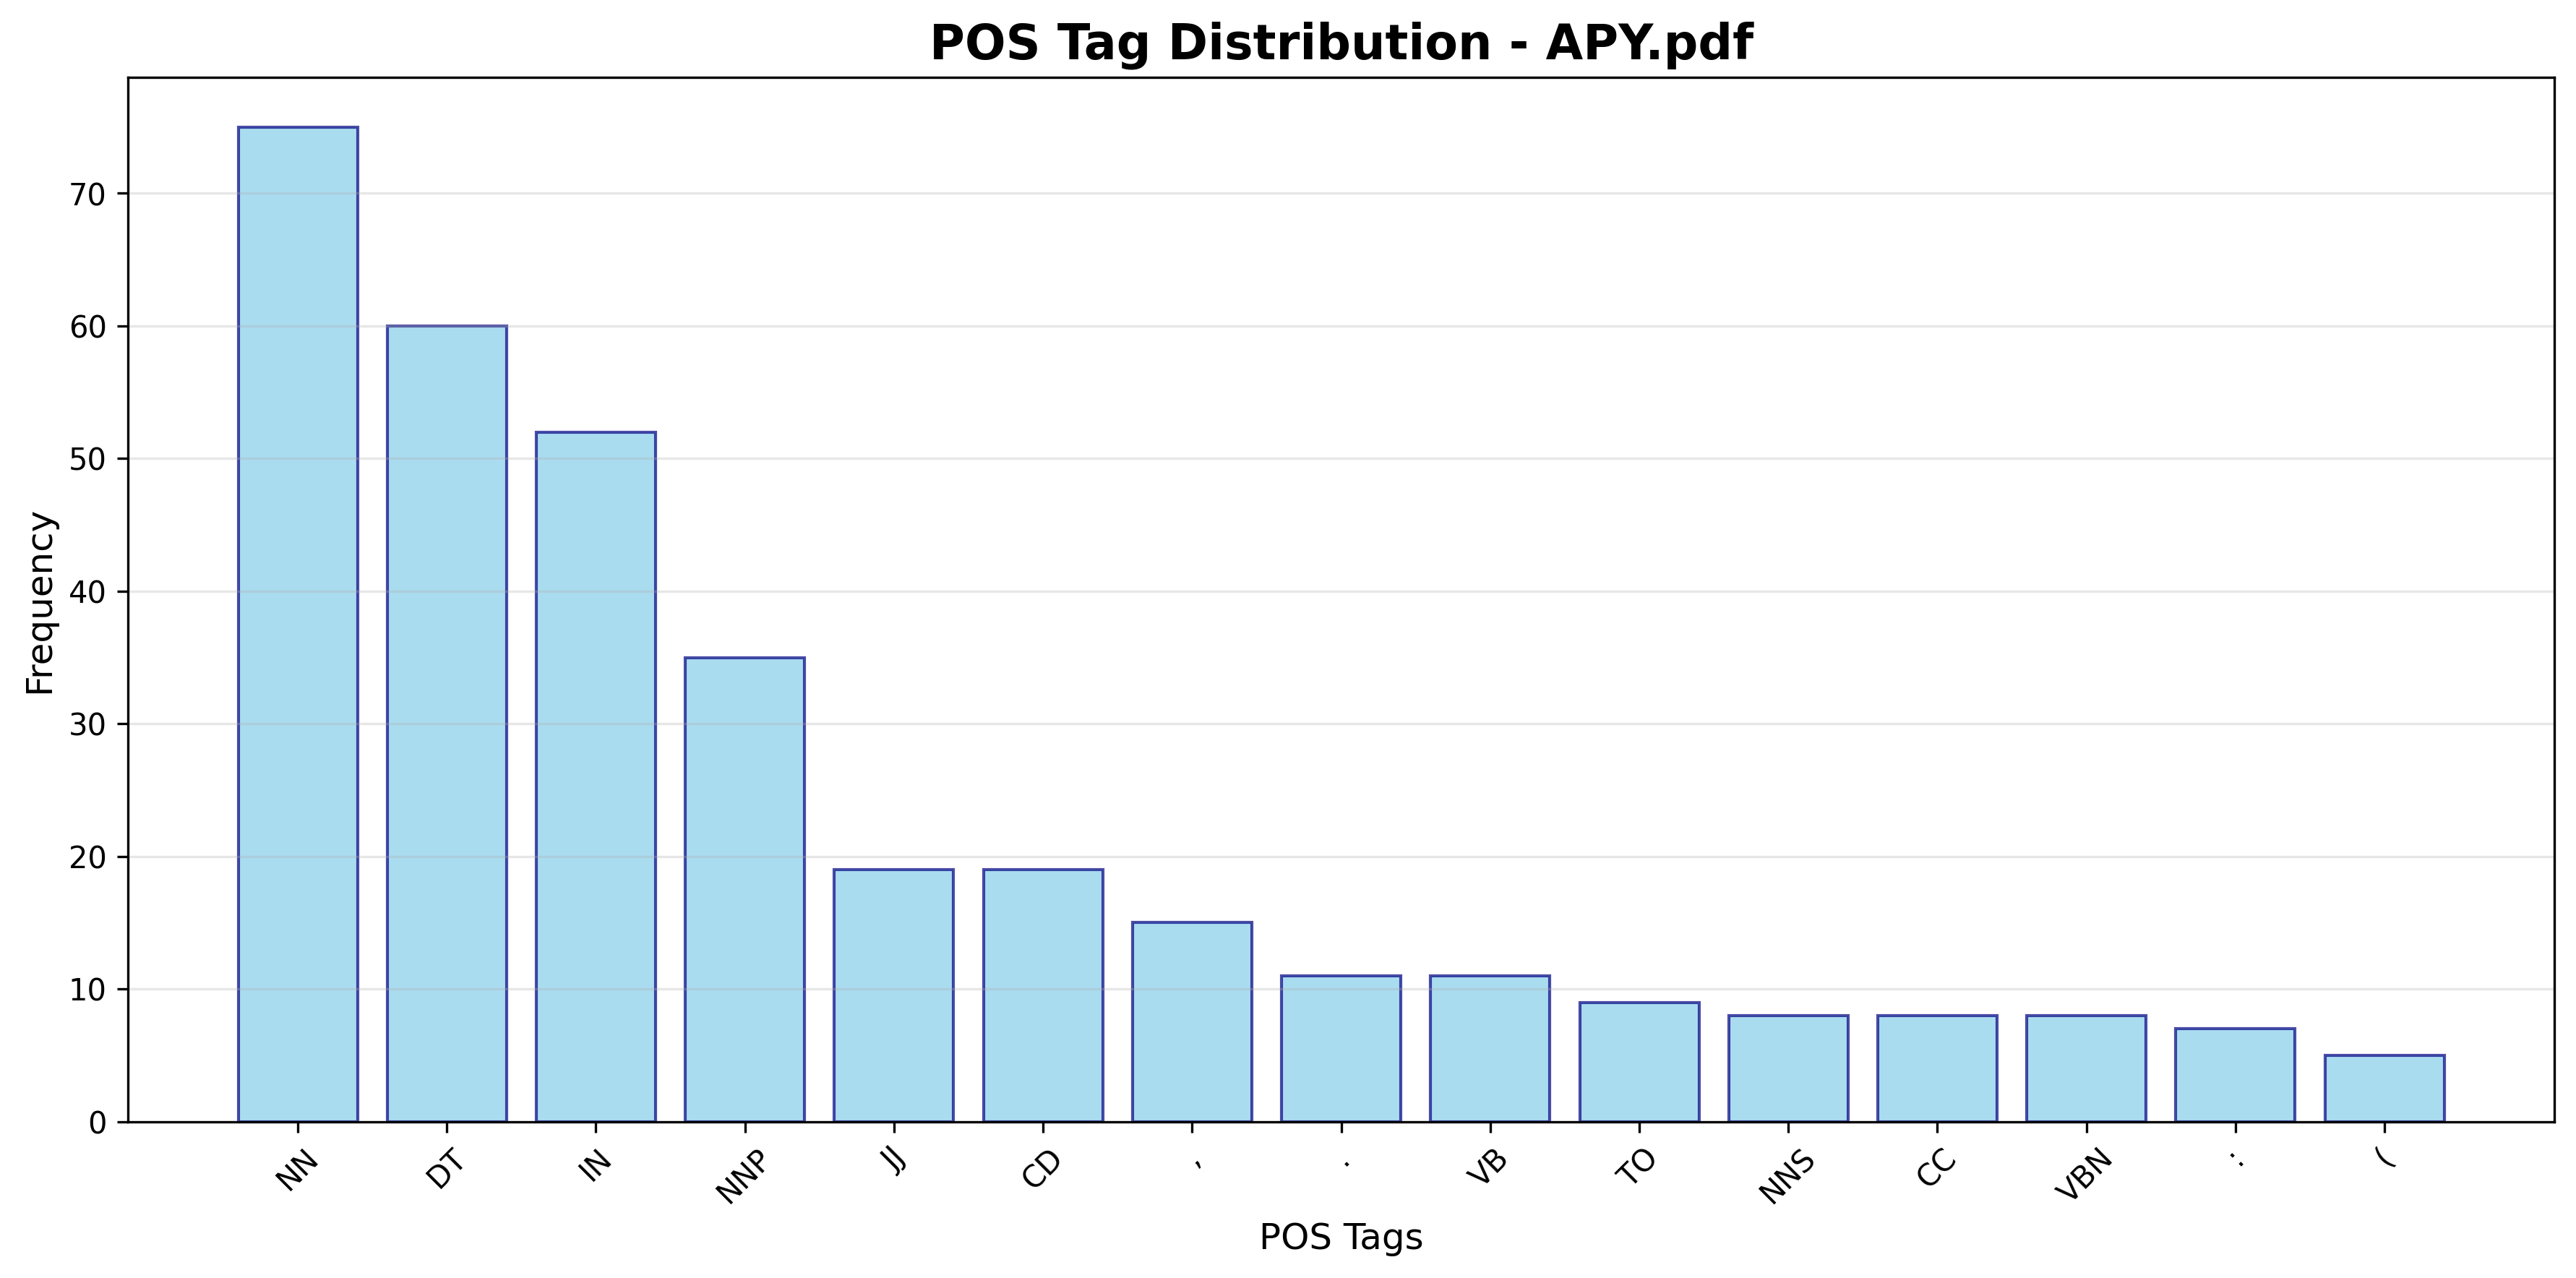 POS Tag Distribution - APY.pdf
Frequency
70
60
50
40
30
20
10
0
NN DT IN NNP JJ CD , . VB TO NNS CC VBN : (
POS Tags